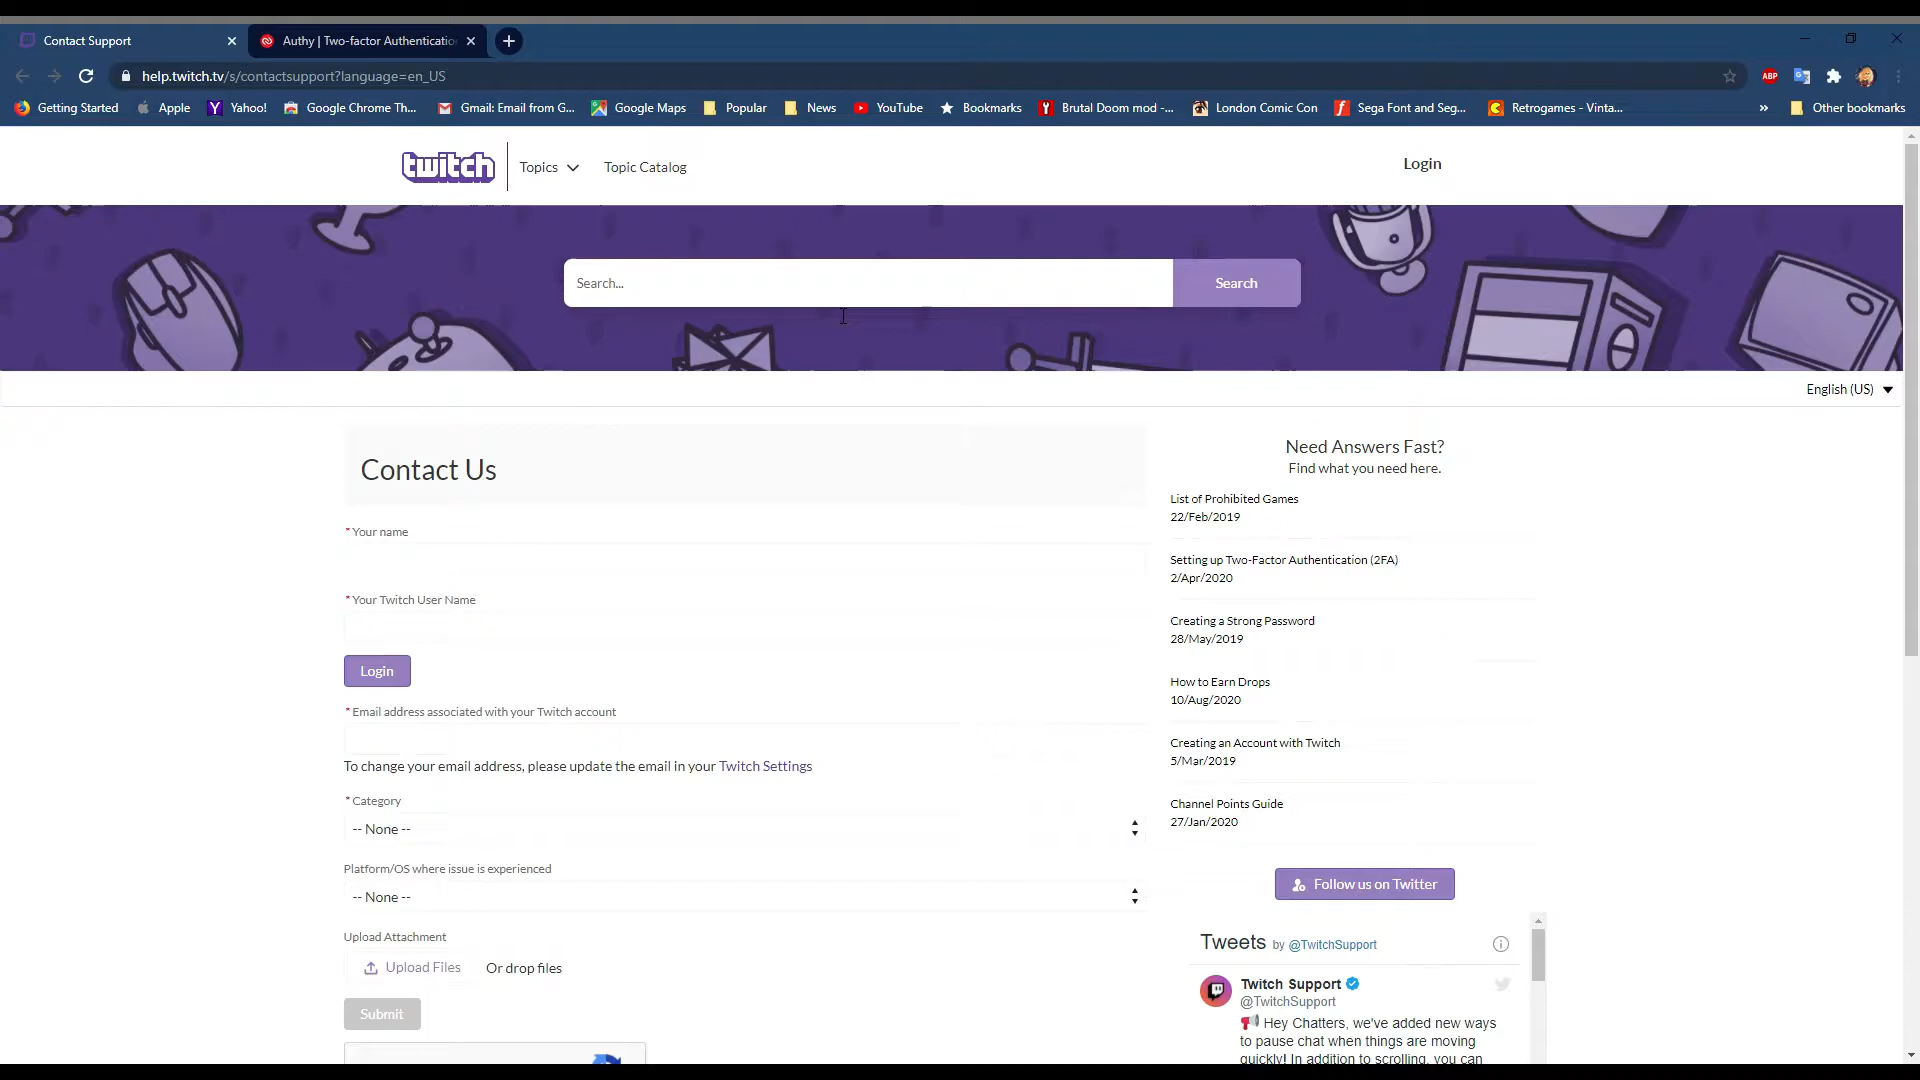 Contact Support
Authy | Two-factor Authenticatio
help.twitch.tv/s/contactsupport?language=en_US
ABP
Getting Started
Apple
Yahoo!
Google Chrome Th...
Gmail: Email from G...
Google Maps
Popular
News
YouTube
Bookmarks
Brutal Doom mod -...
London Comic Con
Sega Font and Seg...
Retrogames - Vinta...
Other bookmarks
twitch
Topics
Topic Catalog
Login
Search...
Search
English (US)
Contact Us
* Your name
* Your Twitch User Name
Login
* Email address associated with your Twitch account
To change your email address, please update the email in your Twitch Settings
* Category
-- None --
Platform/OS where issue is experienced
-- None --
Upload Attachment
Upload Files
Or drop files
Submit
Need Answers Fast?
Find what you need here.
List of Prohibited Games
22/Feb/2019
Setting up Two-Factor Authentication (2FA)
2/Apr/2020
Creating a Strong Password
28/May/2019
How to Earn Drops
10/Aug/2020
Creating an Account with Twitch
5/Mar/2019
Channel Points Guide
27/Jan/2020
Follow us on Twitter
Tweets by @TwitchSupport
Twitch Support
@TwitchSupport
Hey Chatters, we've added new ways
to pause chat when things are moving
quickly! In addition to scrolling, you can